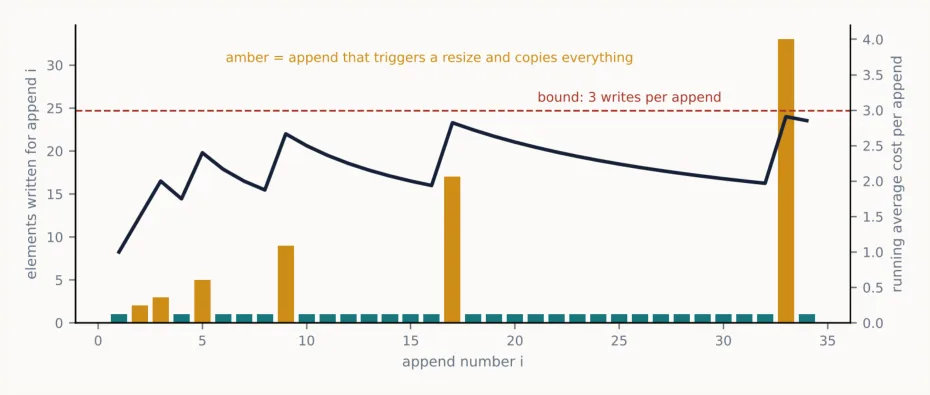 amber = append that triggers a resize and copies everything
bound: 3 writes per append
elements written for append i
30
25
20
15
10
5
0
running average cost per append
4.0
3.5
3.0
2.5
2.0
1.5
1.0
0.5
0.0
0 5 10 15 20 25 30 35
append number i